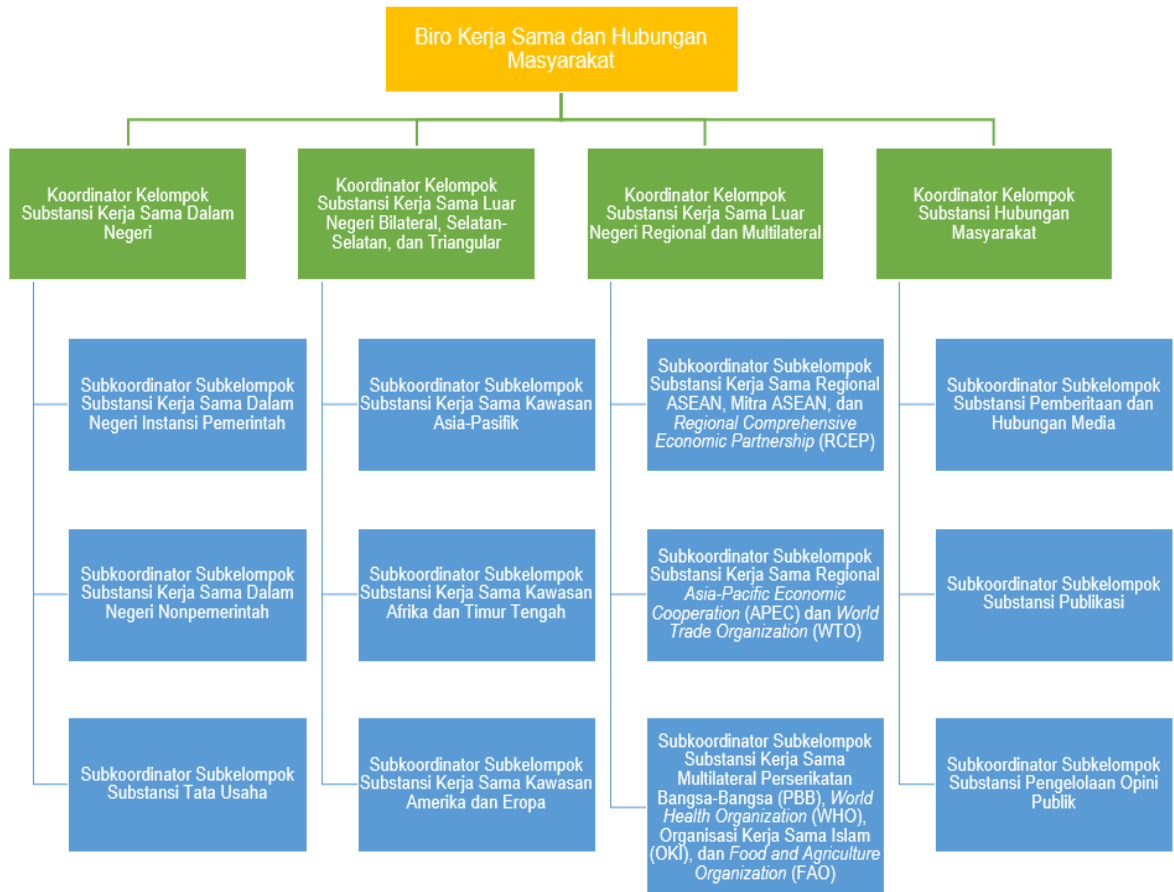 Biro Kerja Sama dan Hubungan
Masyarakat
Koordinator Kelompok
Substansi Kerja Sama Dalam
Negeri
Koordinator Kelompok
Substansi Kerja Sama Luar
Negeri Bilateral, Selatan-
Selatan, dan Triangular
Koordinator Kelompok
Substansi Kerja Sama Luar
Negeri Regional dan Multilateral
Koordinator Kelompok
Substansi Hubungan
Masyarakat
Subkoordinator Subkelompok
Substansi Kerja Sama Dalam
Negeri Instansi Pemerintah
Subkoordinator Subkelompok
Substansi Kerja Sama Kawasan
Asia-Pasifik
Subkoordinator Subkelompok
Substansi Kerja Sama Regional
ASEAN, Mitra ASEAN, dan
Regional Comprehensive
Economic Partnership (RCEP)
Subkoordinator Subkelompok
Substansi Pemberitaan dan
Hubungan Media
Subkoordinator Subkelompok
Substansi Kerja Sama Dalam
Negeri Nonpemerintah
Subkoordinator Subkelompok
Substansi Kerja Sama Kawasan
Afrika dan Timur Tengah
Subkoordinator Subkelompok
Substansi Kerja Sama Regional
Asia-Pacific Economic
Cooperation (APEC) dan World
Trade Organization (WTO)
Subkoordinator Subkelompok
Substansi Publikasi
Subkoordinator Subkelompok
Substansi Tata Usaha
Subkoordinator Subkelompok
Substansi Kerja Sama Kawasan
Amerika dan Eropa
Subkoordinator Subkelompok
Substansi Kerja Sama
Multilateral Perserikatan
Bangsa-Bangsa (PBB), World
Health Organization (WHO),
Organisasi Kerja Sama Islam
(OKI), dan Food and Agriculture
Organization (FAO)
Subkoordinator Subkelompok
Substansi Pengelolaan Opini
Publik